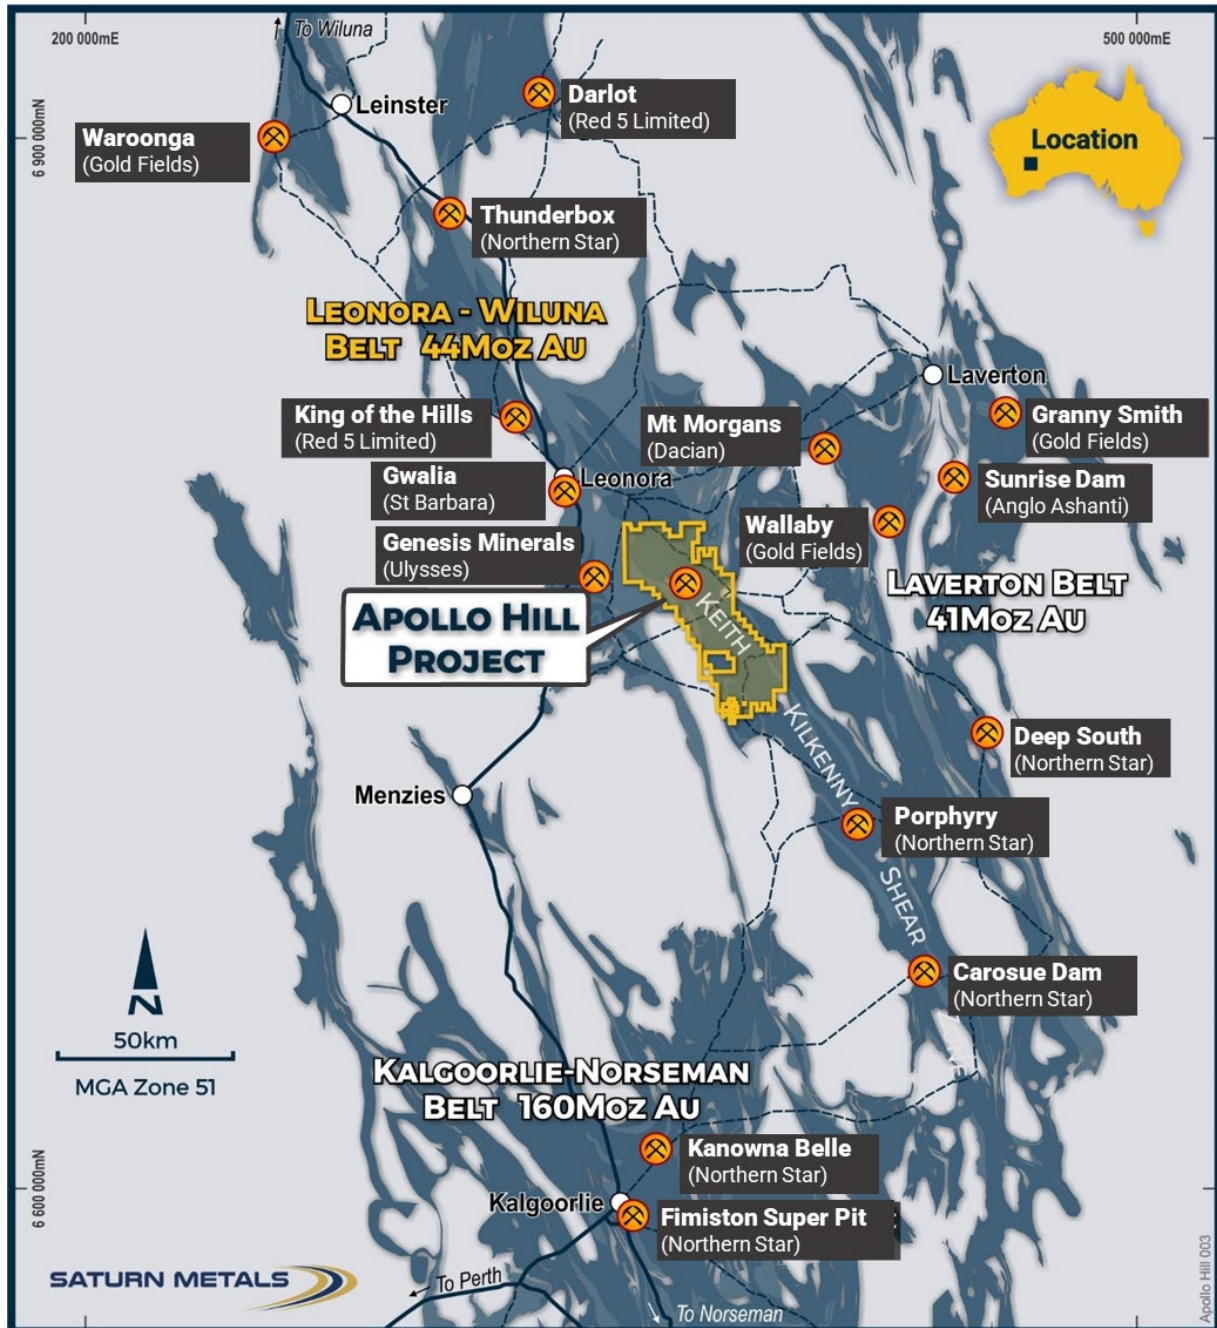 200 000mE
500 000mE
To Wiluna
6 900 000mN
Leinster
Darlot
(Red 5 Limited)
Waroonga
(Gold Fields)
Location
Thunderbox
(Northern Star)
LEONORA - WILUNA
BELT 44MOZ AU
Laverton
King of the Hills
(Red 5 Limited)
Mt Morgans
(Dacian)
Granny Smith
(Gold Fields)
Gwalia
(St Barbara)
Leonora
Sunrise Dam
(Anglo Ashanti)
Wallaby
(Gold Fields)
Genesis Minerals
(Ulysses)
LAVERTON BELT
41MOZ AU
APOLLO HILL
PROJECT
KEITH
KILKENNY
SHEAR
ZONE
Deep South
(Northern Star)
Menzies
Porphyry
(Northern Star)
Carosue Dam
(Northern Star)
N
50km
MGA Zone 51
KALGOORLIE-NORSEMAN
BELT 160MOZ AU
Kanowna Belle
(Northern Star)
6 600 000mN
Kalgoorlie
Fimiston Super Pit
(Northern Star)
SATURN METALS
To Perth
To Norseman
Apollo Hill 003